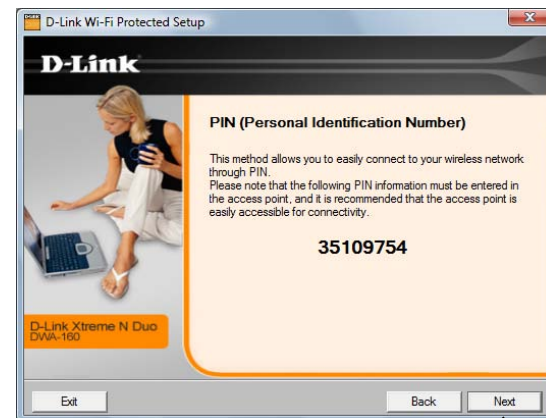 D-Link Wi-Fi Protected Setup
D-Link
PIN (Personal Identification Number)
This method allows you to easily connect to your wireless network
through PIN.
Please note that the following PIN information must be entered in
the access point, and it is recommended that the access point is
easily accessible for connectivity.
35109754
D-Link Xtreme N Duo
DWA-160
Exit
Back
Next